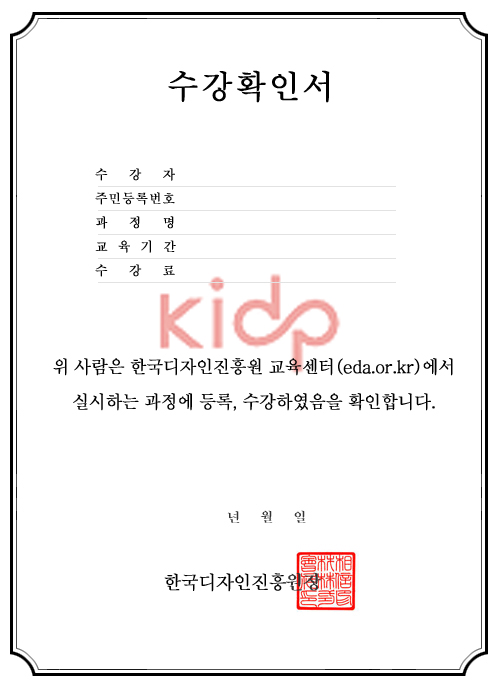 수강확인서
수 강 자
주민등록번호
과 정 명
교 육 기 간
수 강 료
kidp
위 사람은 한국디자인진흥원 교육센터(eda.or.kr)에서
실시하는 과정에 등록, 수강하였음을 확인합니다.
년 월 일
한국디자인진흥원장